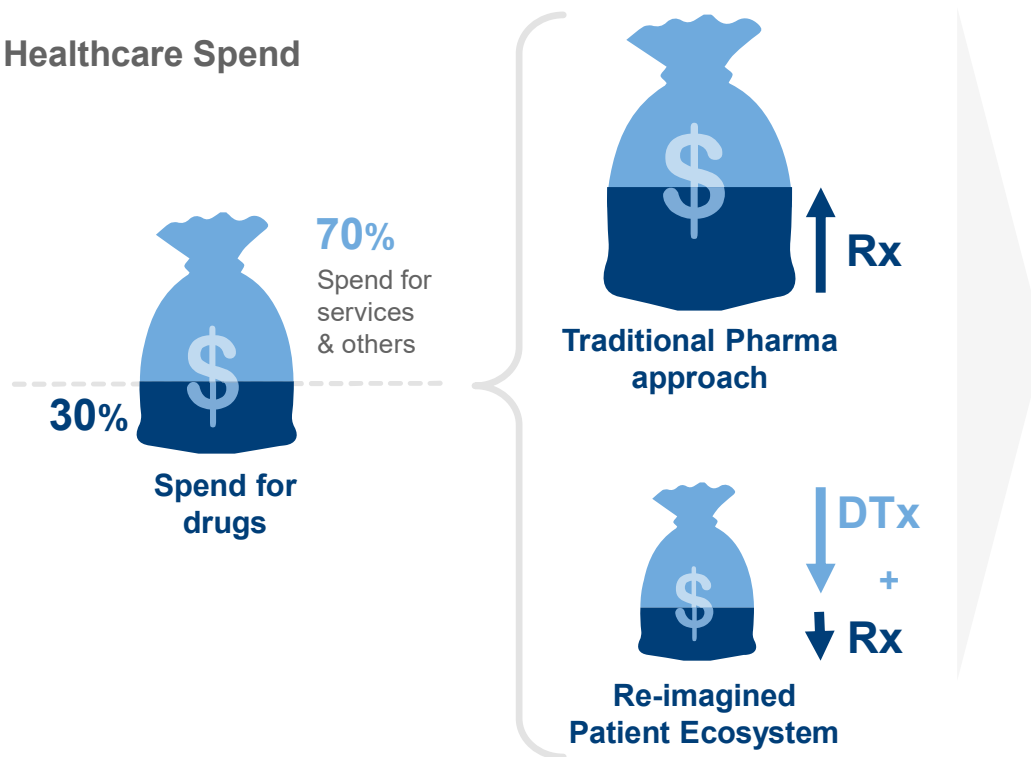 Healthcare Spend
$
70%
Spend for
services
& others
30%
$
Spend for
drugs
$
Rx
Traditional Pharma
approach
$
DTx
+
Rx
Re-imagined
Patient Ecosystem